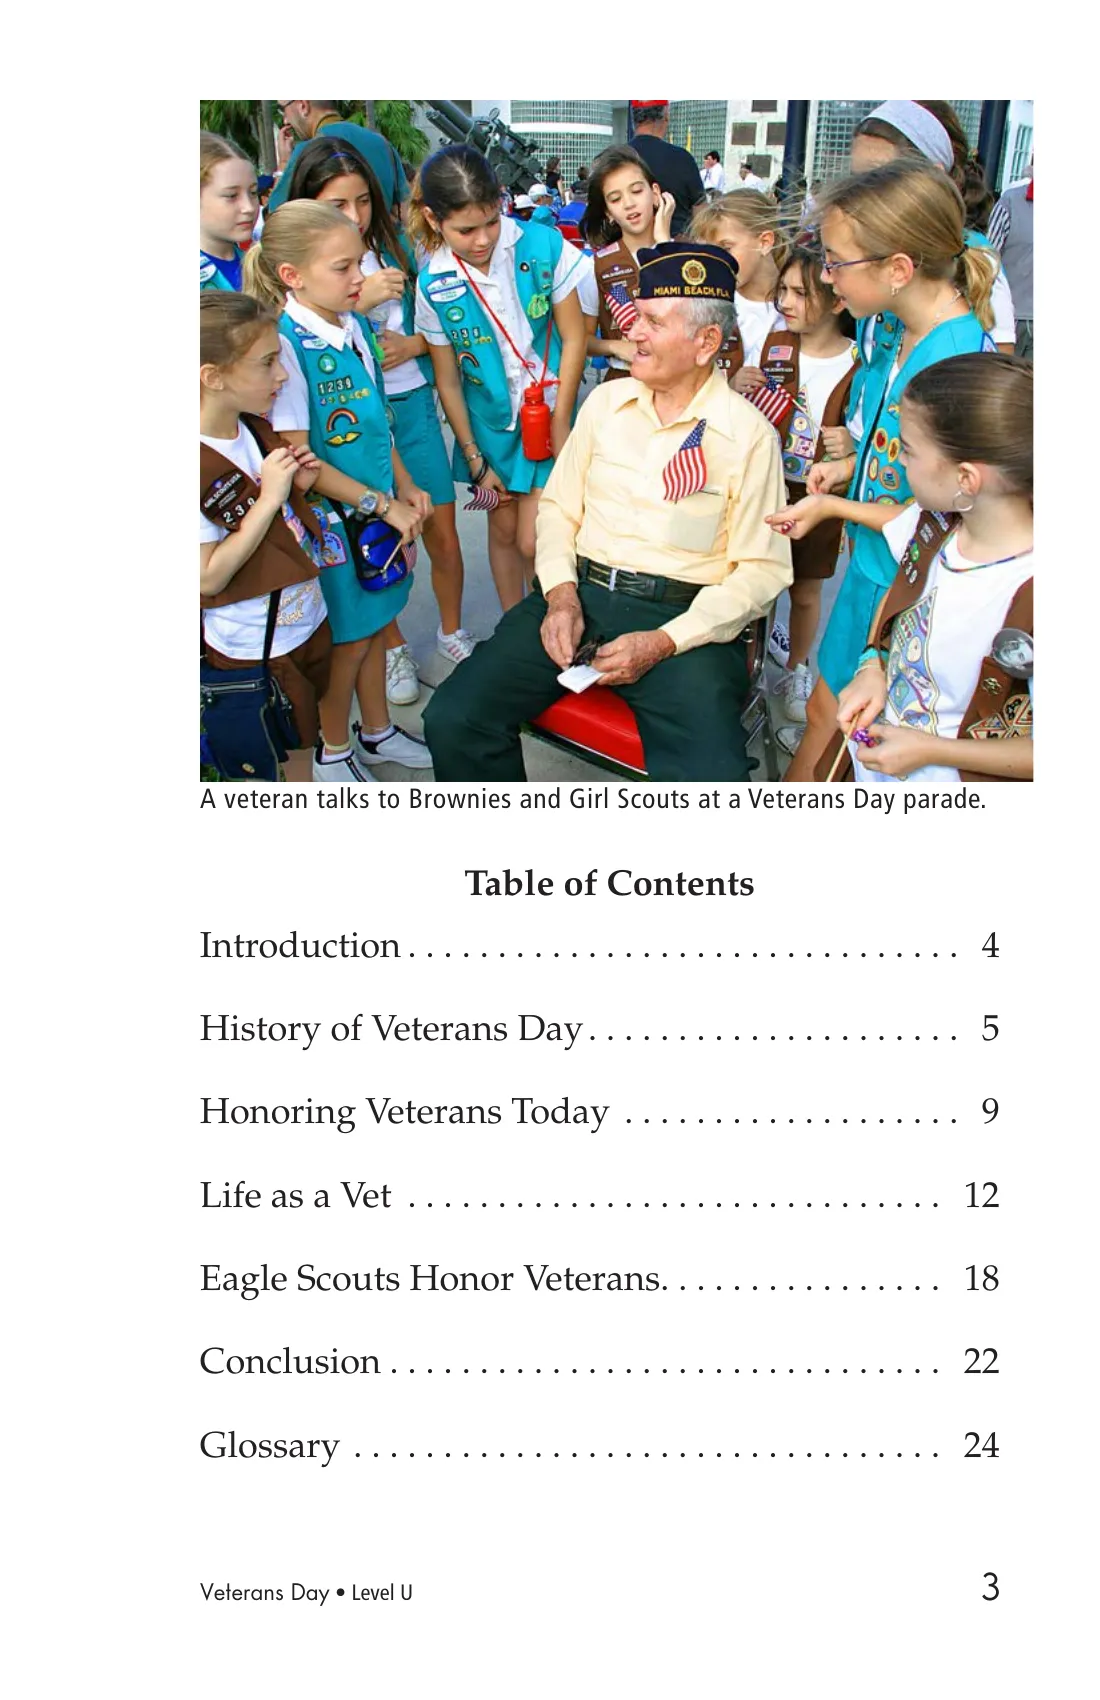 MIAMI BEACH, FLA.
1239
239
A veteran talks to Brownies and Girl Scouts at a Veterans Day parade.
Table of Contents
Introduction . . . . . . . . . . . . . . . . . . . . . . . . . . . . . . . 4
History of Veterans Day . . . . . . . . . . . . . . . . . . . . . 5
Honoring Veterans Today . . . . . . . . . . . . . . . . . . . 9
Life as a Vet . . . . . . . . . . . . . . . . . . . . . . . . . . . . . . 12
Eagle Scouts Honor Veterans. . . . . . . . . . . . . . . . 18
Conclusion . . . . . . . . . . . . . . . . . . . . . . . . . . . . . . . 22
Glossary . . . . . . . . . . . . . . . . . . . . . . . . . . . . . . . . . 24
Veterans Day • Level U 3